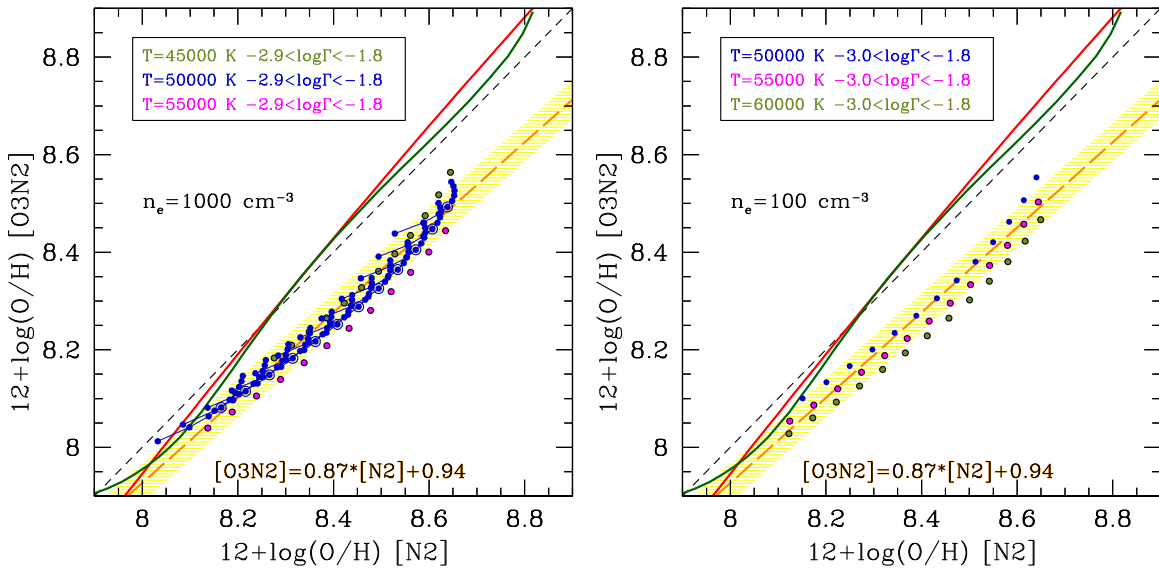 T=45000 K −2.9<logΓ<−1.8
T=50000 K −2.9<logΓ<−1.8
T=55000 K −2.9<logΓ<−1.8
nₑ=1000 cm⁻³
[O3N2]=0.87*[N2]+0.94
12+log(O/H) [O3N2]
8.8
8.6
8.4
8.2
8
8
8.2
8.4
8.6
8.8
12+log(O/H) [N2]
T=50000 K −3.0<logΓ<−1.8
T=55000 K −3.0<logΓ<−1.8
T=60000 K −3.0<logΓ<−1.8
nₑ=100 cm⁻³
[O3N2]=0.87*[N2]+0.94
12+log(O/H) [O3N2]
8.8
8.6
8.4
8.2
8
8
8.2
8.4
8.6
8.8
12+log(O/H) [N2]